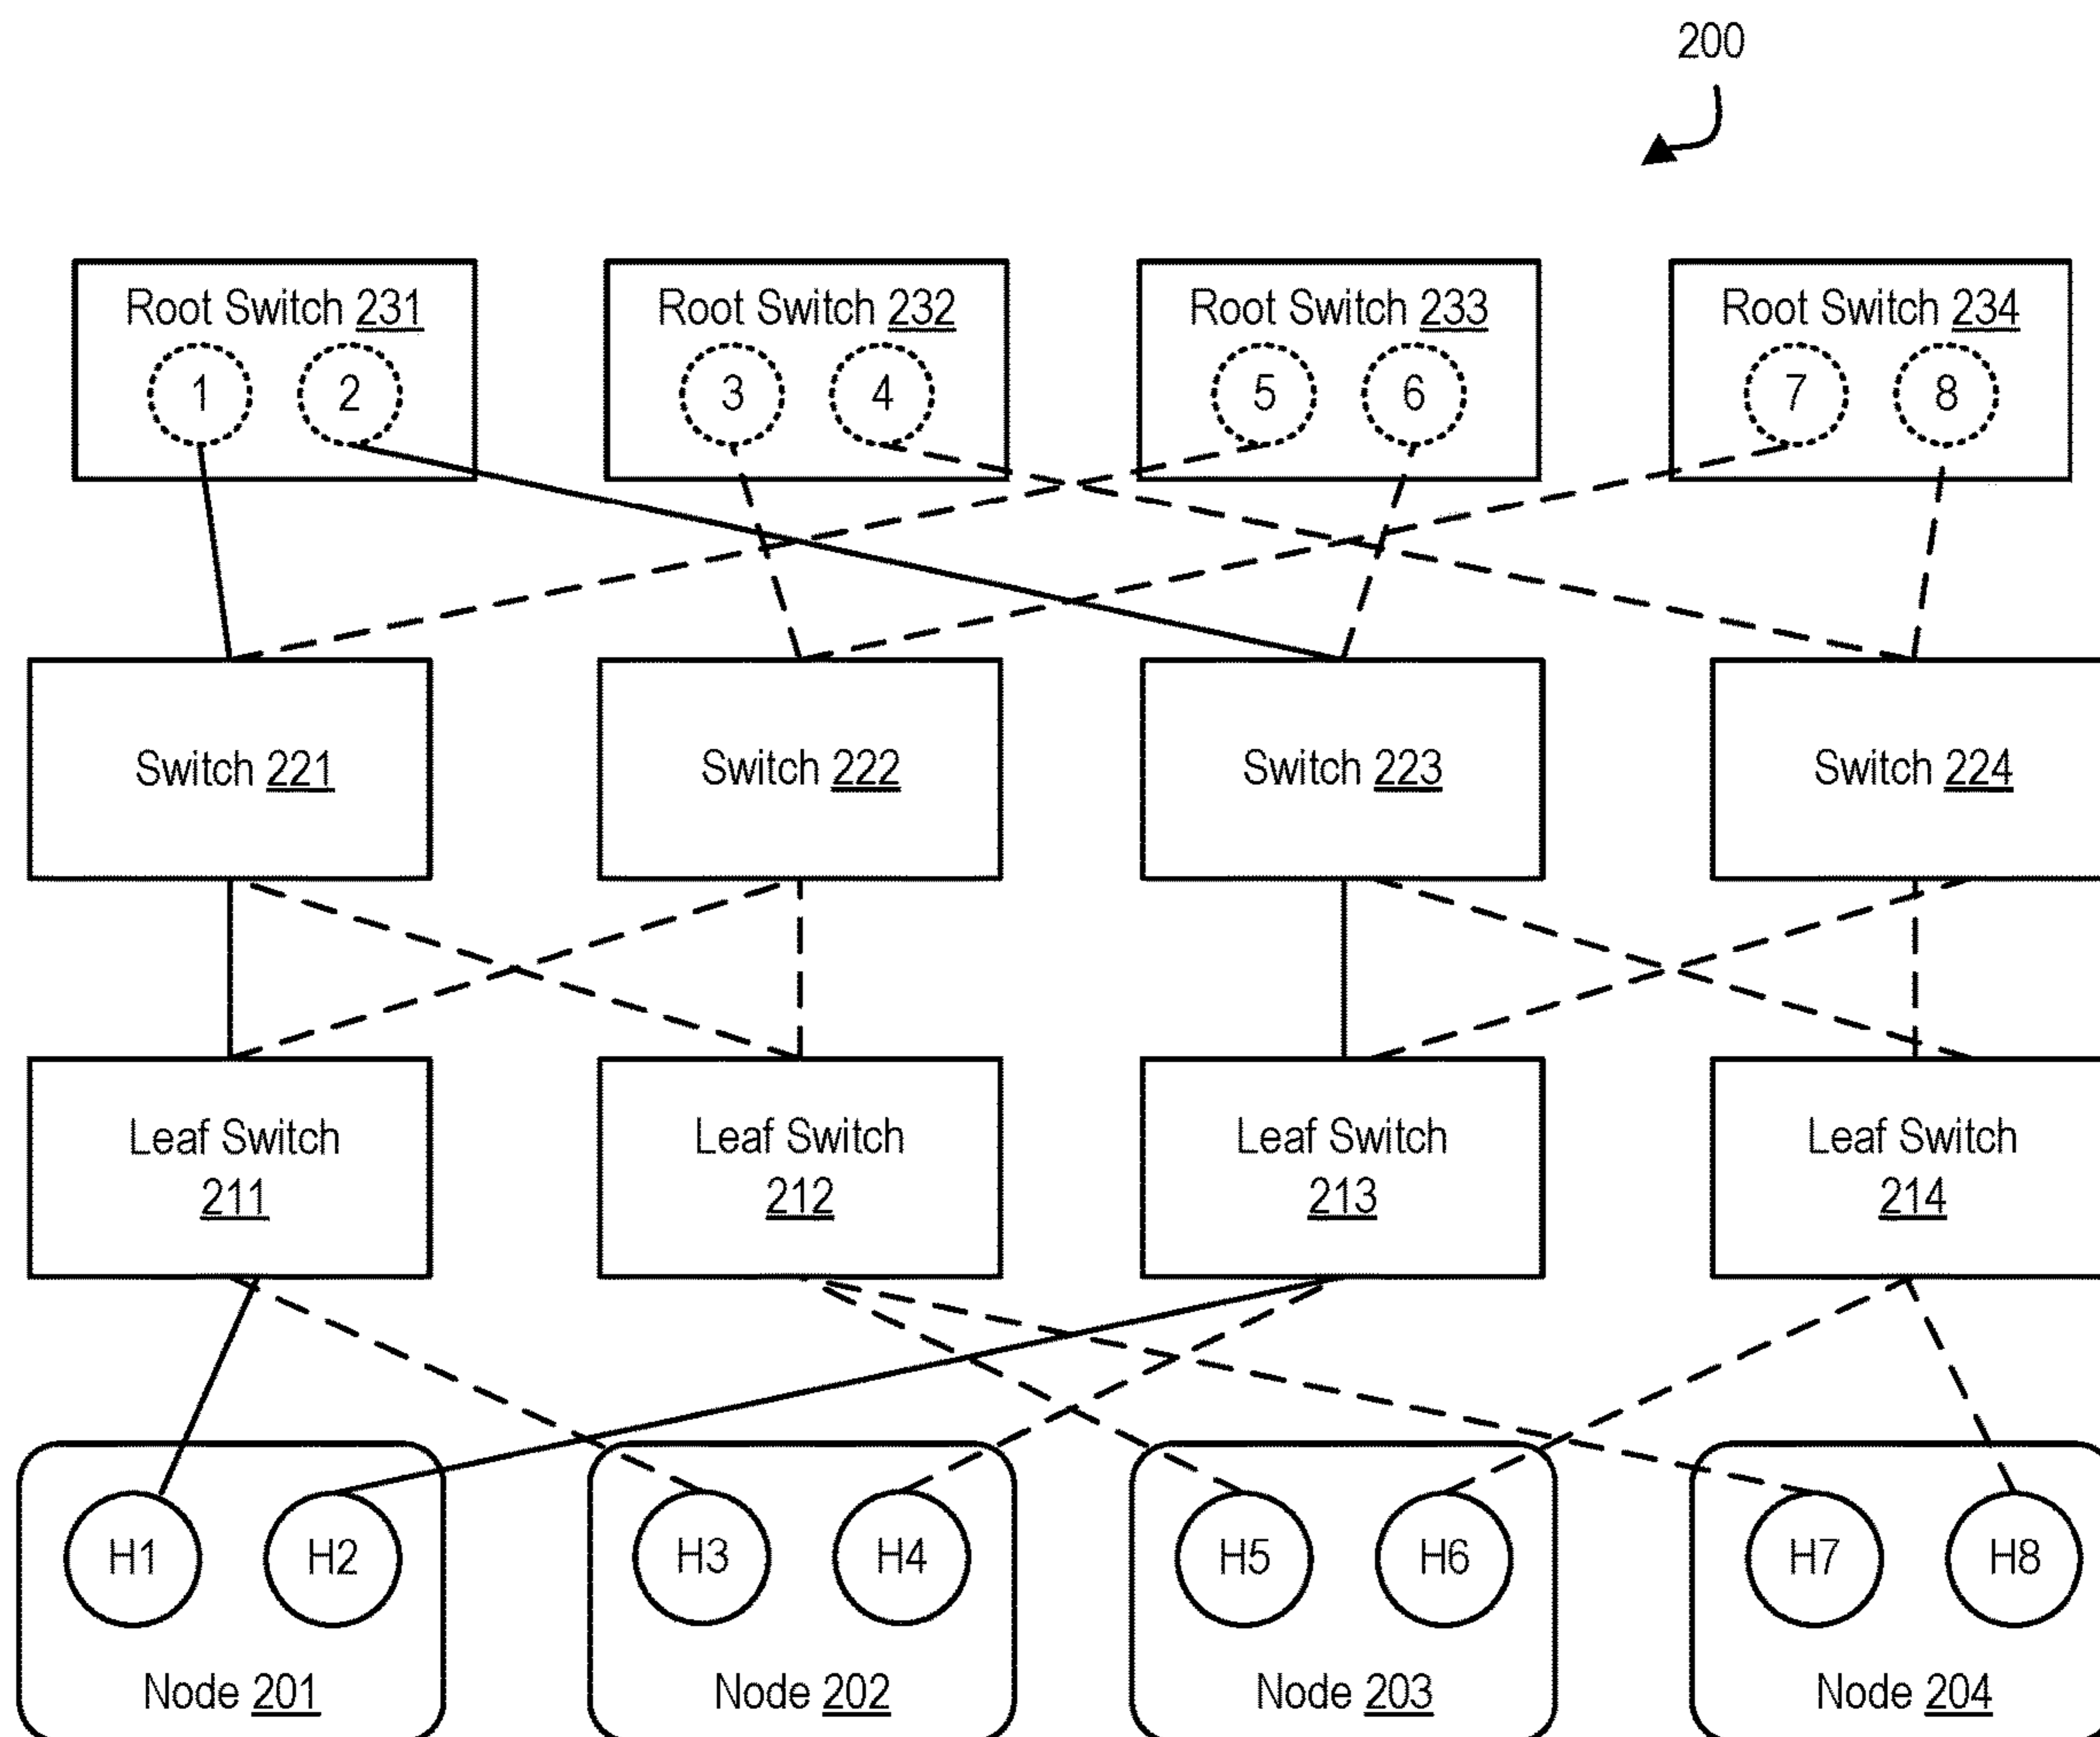 200
Root Switch 231
Root Switch 232
Root Switch 233
Root Switch 234
1
2
3
4
5
6
7
8
Switch 221
Switch 222
Switch 223
Switch 224
Leaf Switch
211
Leaf Switch
212
Leaf Switch
213
Leaf Switch
214
H1
H2
H3
H4
H5
H6
H7
H8
Node 201
Node 202
Node 203
Node 204